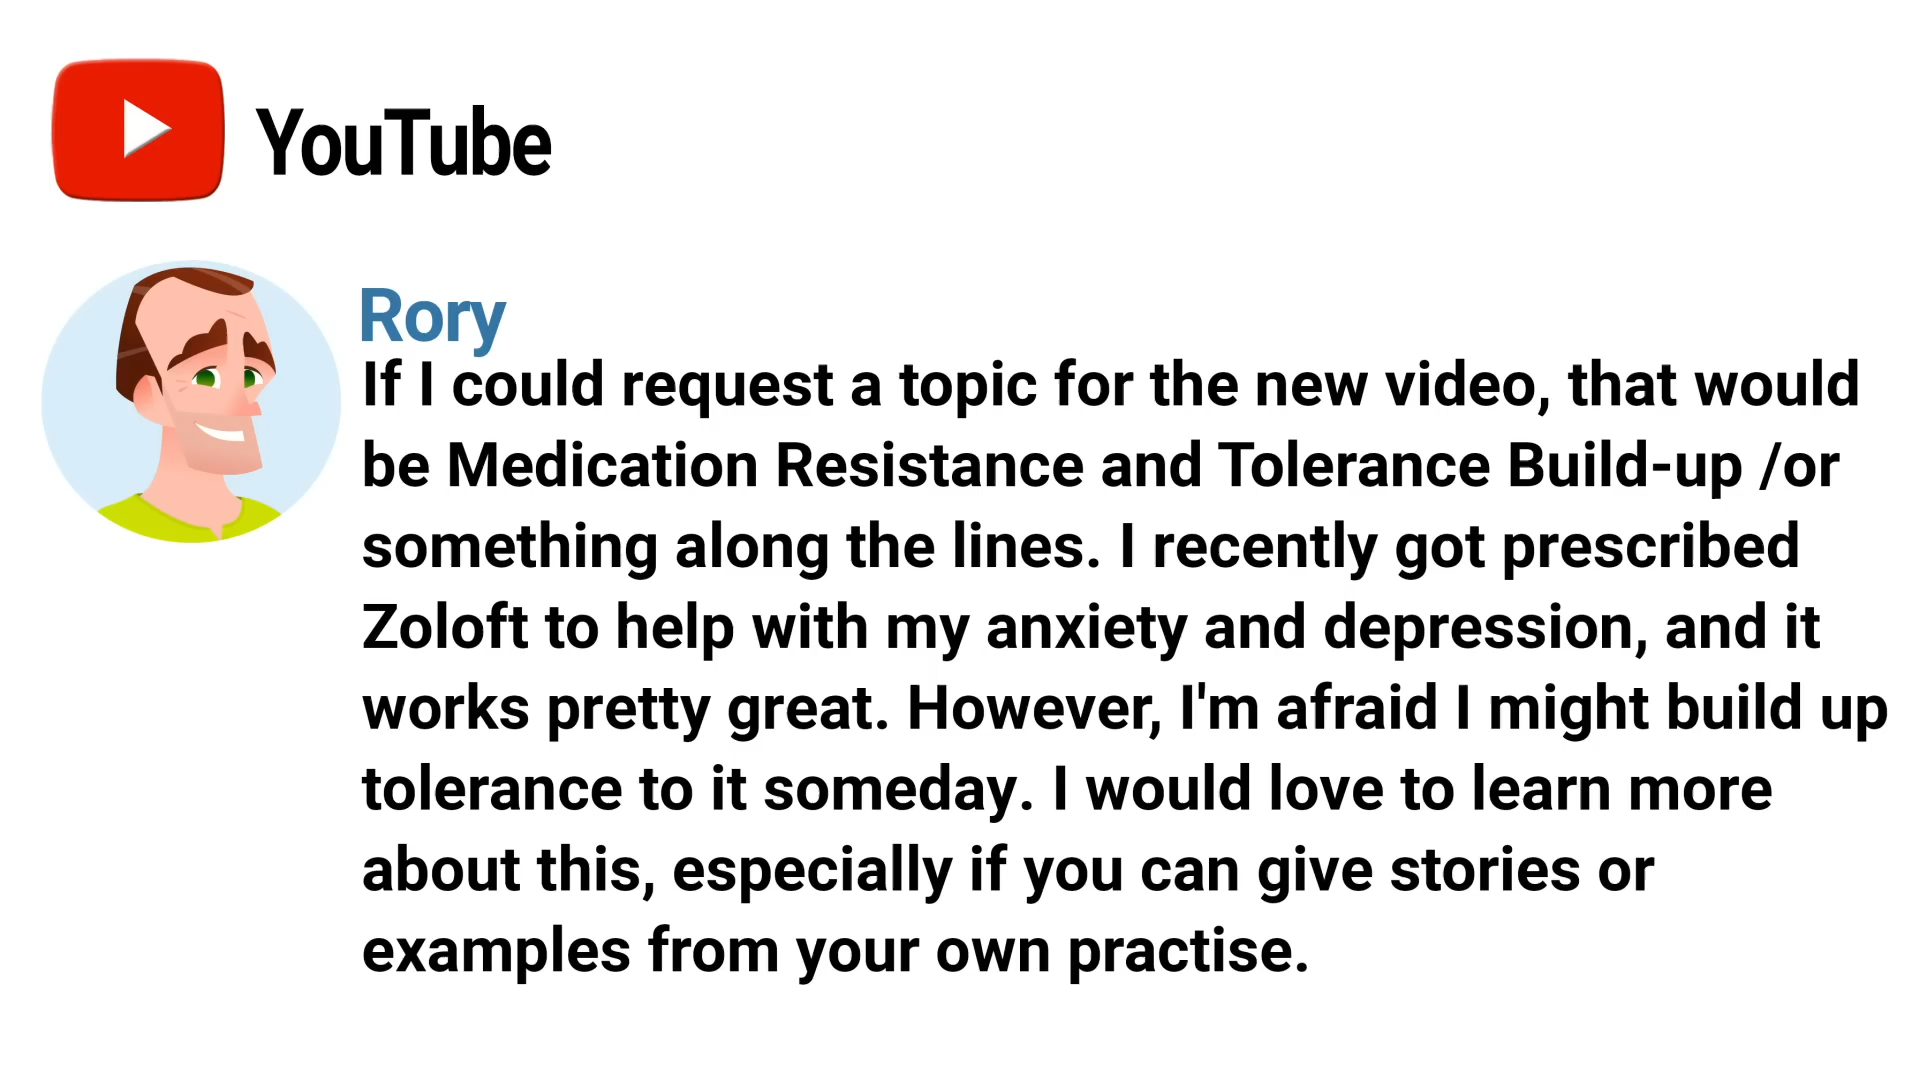 YouTube
Rory
If I could request a topic for the new video, that would
be Medication Resistance and Tolerance Build-up /or
something along the lines. I recently got prescribed
Zoloft to help with my anxiety and depression, and it
works pretty great. However, I'm afraid I might build up
tolerance to it someday. I would love to learn more
about this, especially if you can give stories or
examples from your own practise.